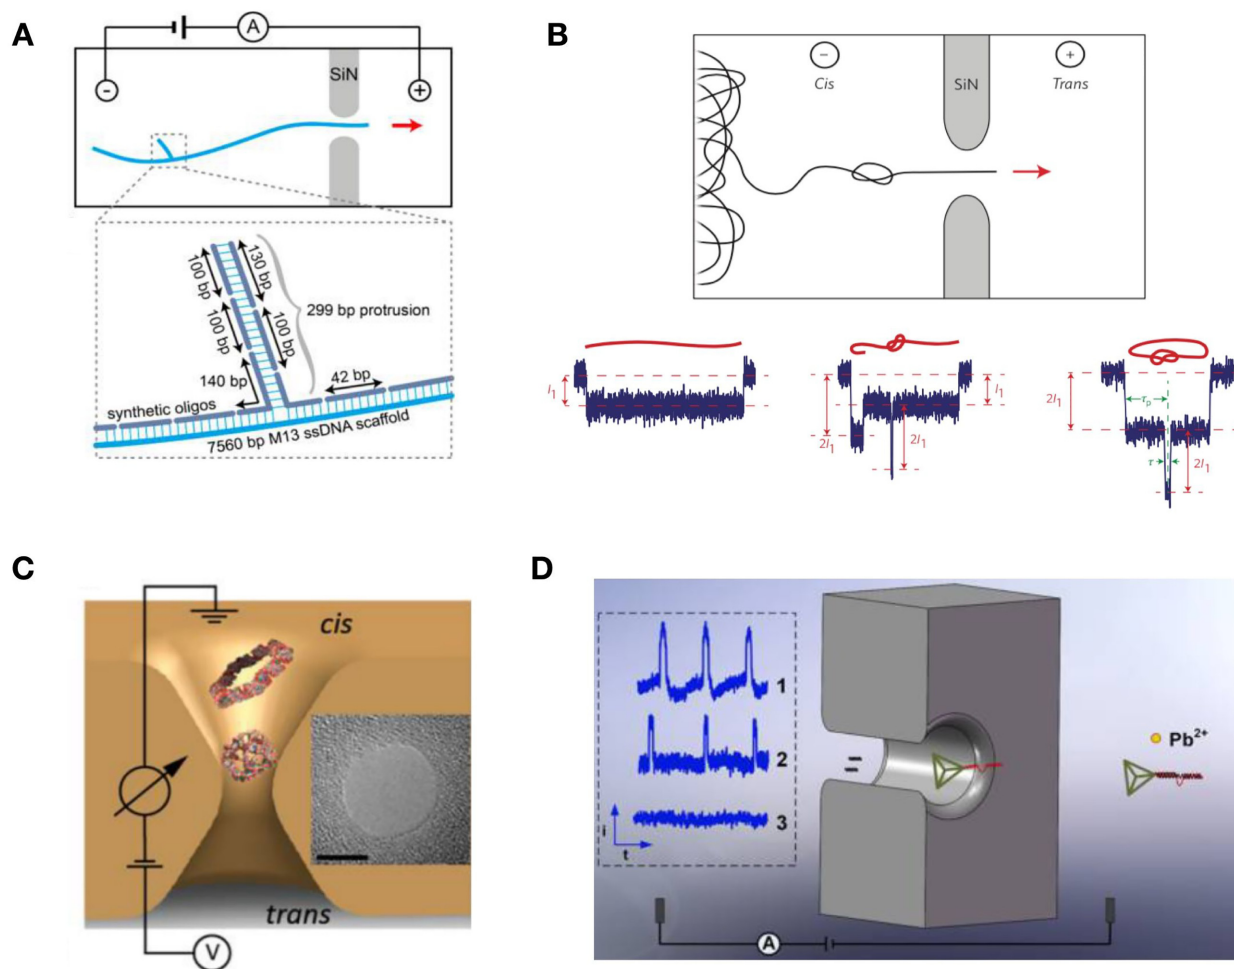 A
A
SiN
-
+
100 bp
130 bp
100 bp
100 bp
299 bp protrusion
140 bp
42 bp
synthetic oligos
7560 bp M13 ssDNA scaffold
B
-
Cis
SiN
+
Trans
I1
2I1
2I1
I1
2I1
τp
τ
2I1
C
cis
trans
V
D
1
2
3
i
t
=
Pb2+
A